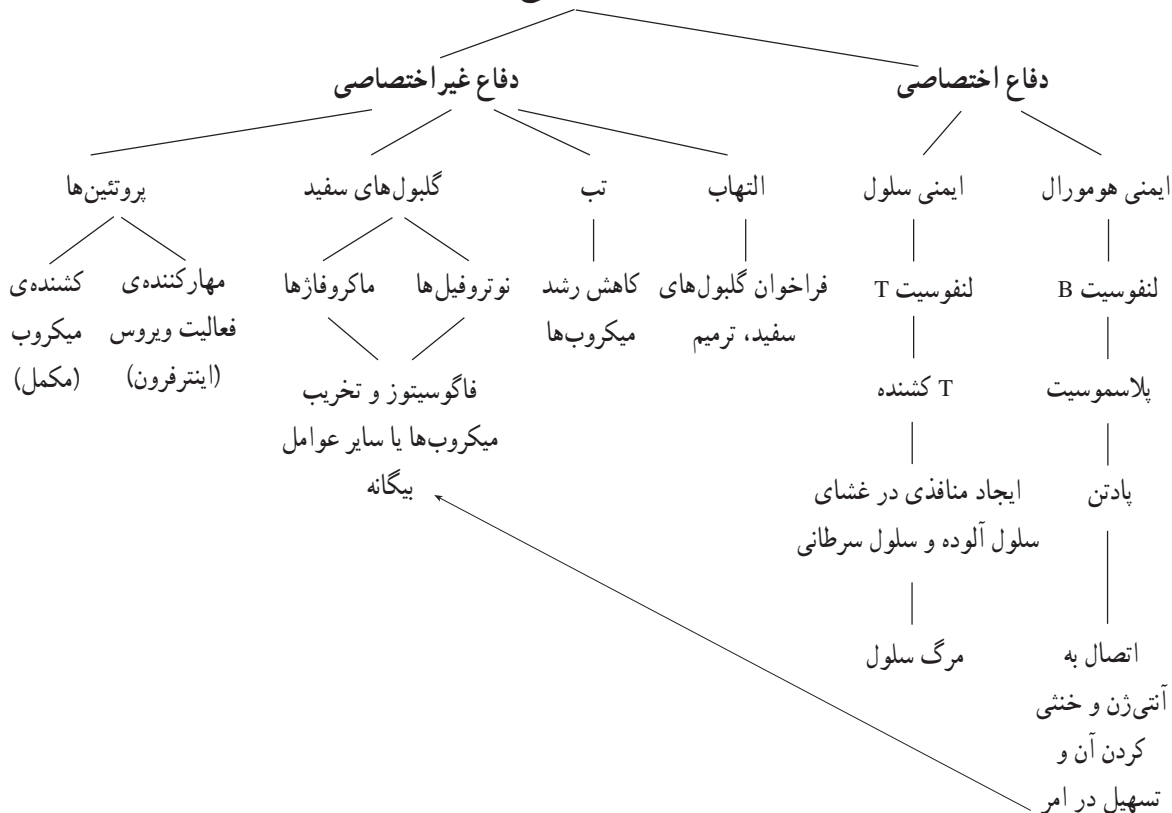 دفاع اختصاصی
دفاع غیراختصاصی
ایمنی هومورال
ایمنی سلول
التهاب
تب
گلبول‌های سفید
پروتئین‌ها
لنفوسیت B
لنفوسیت T
فراخوان گلبول‌های
سفید، ترمیم
کاهش رشد
میکروب‌ها
نوتروفیل‌ها
ماکروفاژها
مهارکننده‌ی
فعالیت ویروس
(اینترفرون)
کشنده‌ی
میکروب
(مکمل)
پلاسموسیت
T کشنده
فاگوسیتوز و تخریب
میکروب‌ها یا سایر عوامل
بیگانه
پادتن
ایجاد منافذی در غشای
سلول آلوده و سلول سرطانی
اتصال به
آنتی‌ژن و خنثی
کردن آن و
تسهیل در امر
مرگ سلول